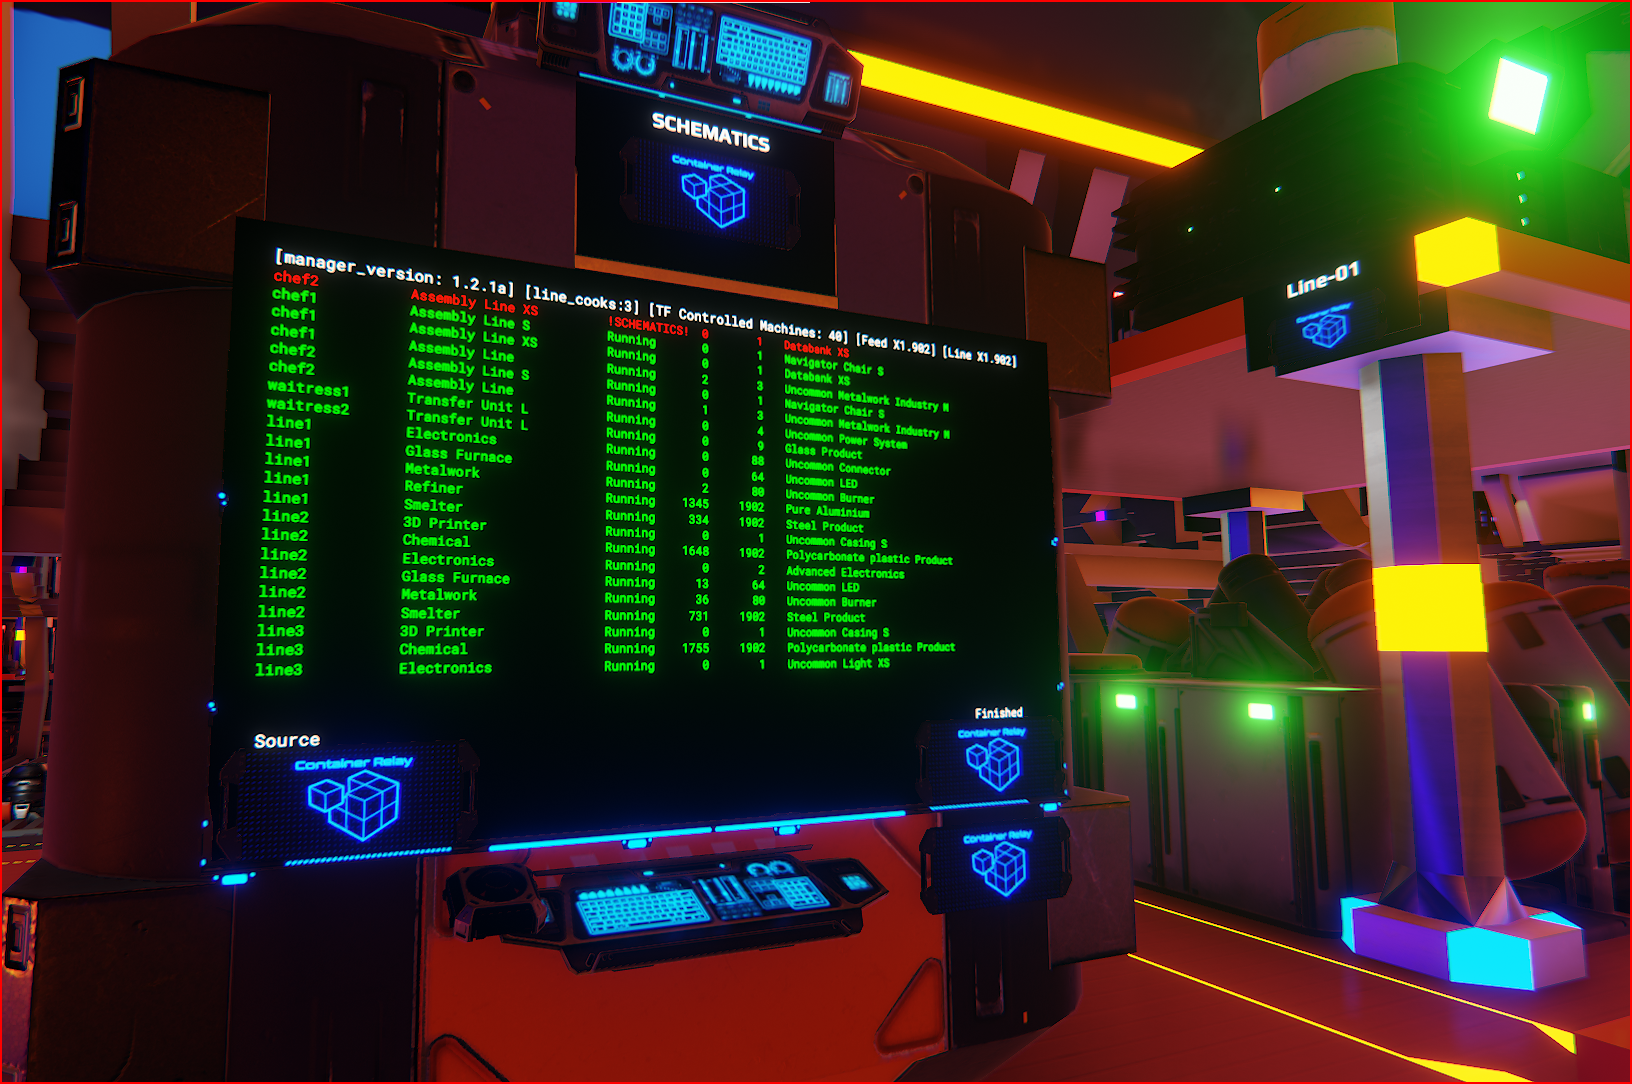 SCHEMATICS
Container Relay
[manager_version: 1.2.1a] [line_cooks:3] [TF Controlled Machines: 40] [Feed X1.902] [Line X1.902]
chef2 Assembly Line XS !SCHEMATICS! 0 1 Databank XS
chef1 Assembly Line S Running 0 1 Navigator Chair S
chef1 Assembly Line XS Running 0 1 Databank XS
chef1 Assembly Line Running 2 3 Uncommon Metalwork Industry M
chef2 Assembly Line S Running 0 1 Navigator Chair S
chef2 Assembly Line Running 1 3 Uncommon Metalwork Industry M
waitress1 Transfer Unit L Running 0 4 Uncommon Power System
waitress2 Transfer Unit L Running 0 9 Glass Product
line1 Electronics Running 0 88 Uncommon Connector
line1 Glass Furnace Running 0 64 Uncommon LED
line1 Metalwork Running 2 80 Uncommon Burner
line1 Refiner Running 1345 1902 Pure Aluminium
line1 Smelter Running 334 1902 Steel Product
line2 3D Printer Running 0 1 Uncommon Casing S
line2 Chemical Running 1648 1902 Polycarbonate plastic Product
line2 Electronics Running 0 2 Advanced Electronics
line2 Glass Furnace Running 13 64 Uncommon LED
line2 Metalwork Running 36 80 Uncommon Burner
line2 Smelter Running 731 1902 Steel Product
line3 3D Printer Running 0 1 Uncommon Casing S
line3 Chemical Running 1755 1902 Polycarbonate plastic Product
line3 Electronics Running 0 1 Uncommon Light XS
Source
Container Relay
Finished
Container Relay
Container Relay
Line-01
Container Relay